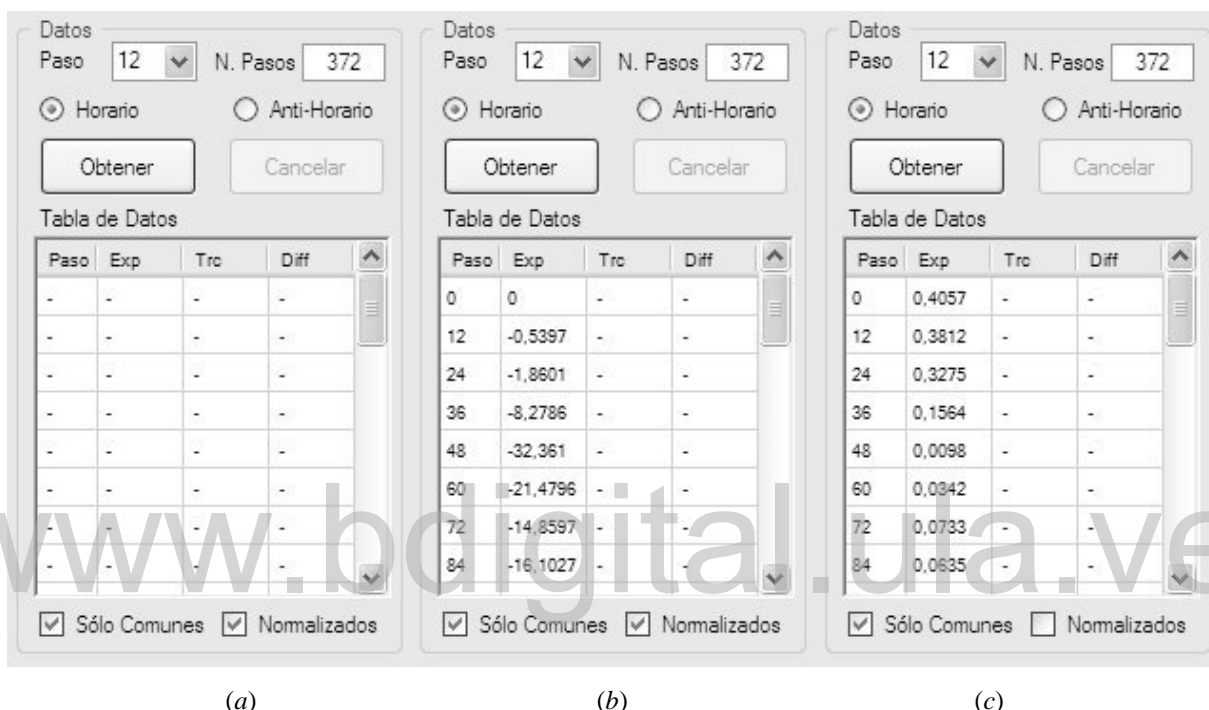 Datos
Paso 12 N. Pasos 372
Horario Anti-Horario
Obtener Cancelar
Tabla de Datos
Paso Exp Trc Diff
- - - -
- - - -
- - - -
- - - -
- - - -
- - - -
- - - -
- - - -
Sólo Comunes Normalizados
(a)
Datos
Paso 12 N. Pasos 372
Horario Anti-Horario
Obtener Cancelar
Tabla de Datos
Paso Exp Trc Diff
0 0 - -
12 -0,5397 - -
24 -1,8601 - -
36 -8,2786 - -
48 -32,361 - -
60 -21,4796 - -
72 -14,8597 - -
84 -16,1027 - -
Sólo Comunes Normalizados
(b)
Datos
Paso 12 N. Pasos 372
Horario Anti-Horario
Obtener Cancelar
Tabla de Datos
Paso Exp Trc Diff
0 0,4057 - -
12 0,3812 - -
24 0,3275 - -
36 0,1564 - -
48 0,0098 - -
60 0,0342 - -
72 0,0733 - -
84 0,0635 - -
Sólo Comunes Normalizados
(c)
www.bdigital.ula.ve